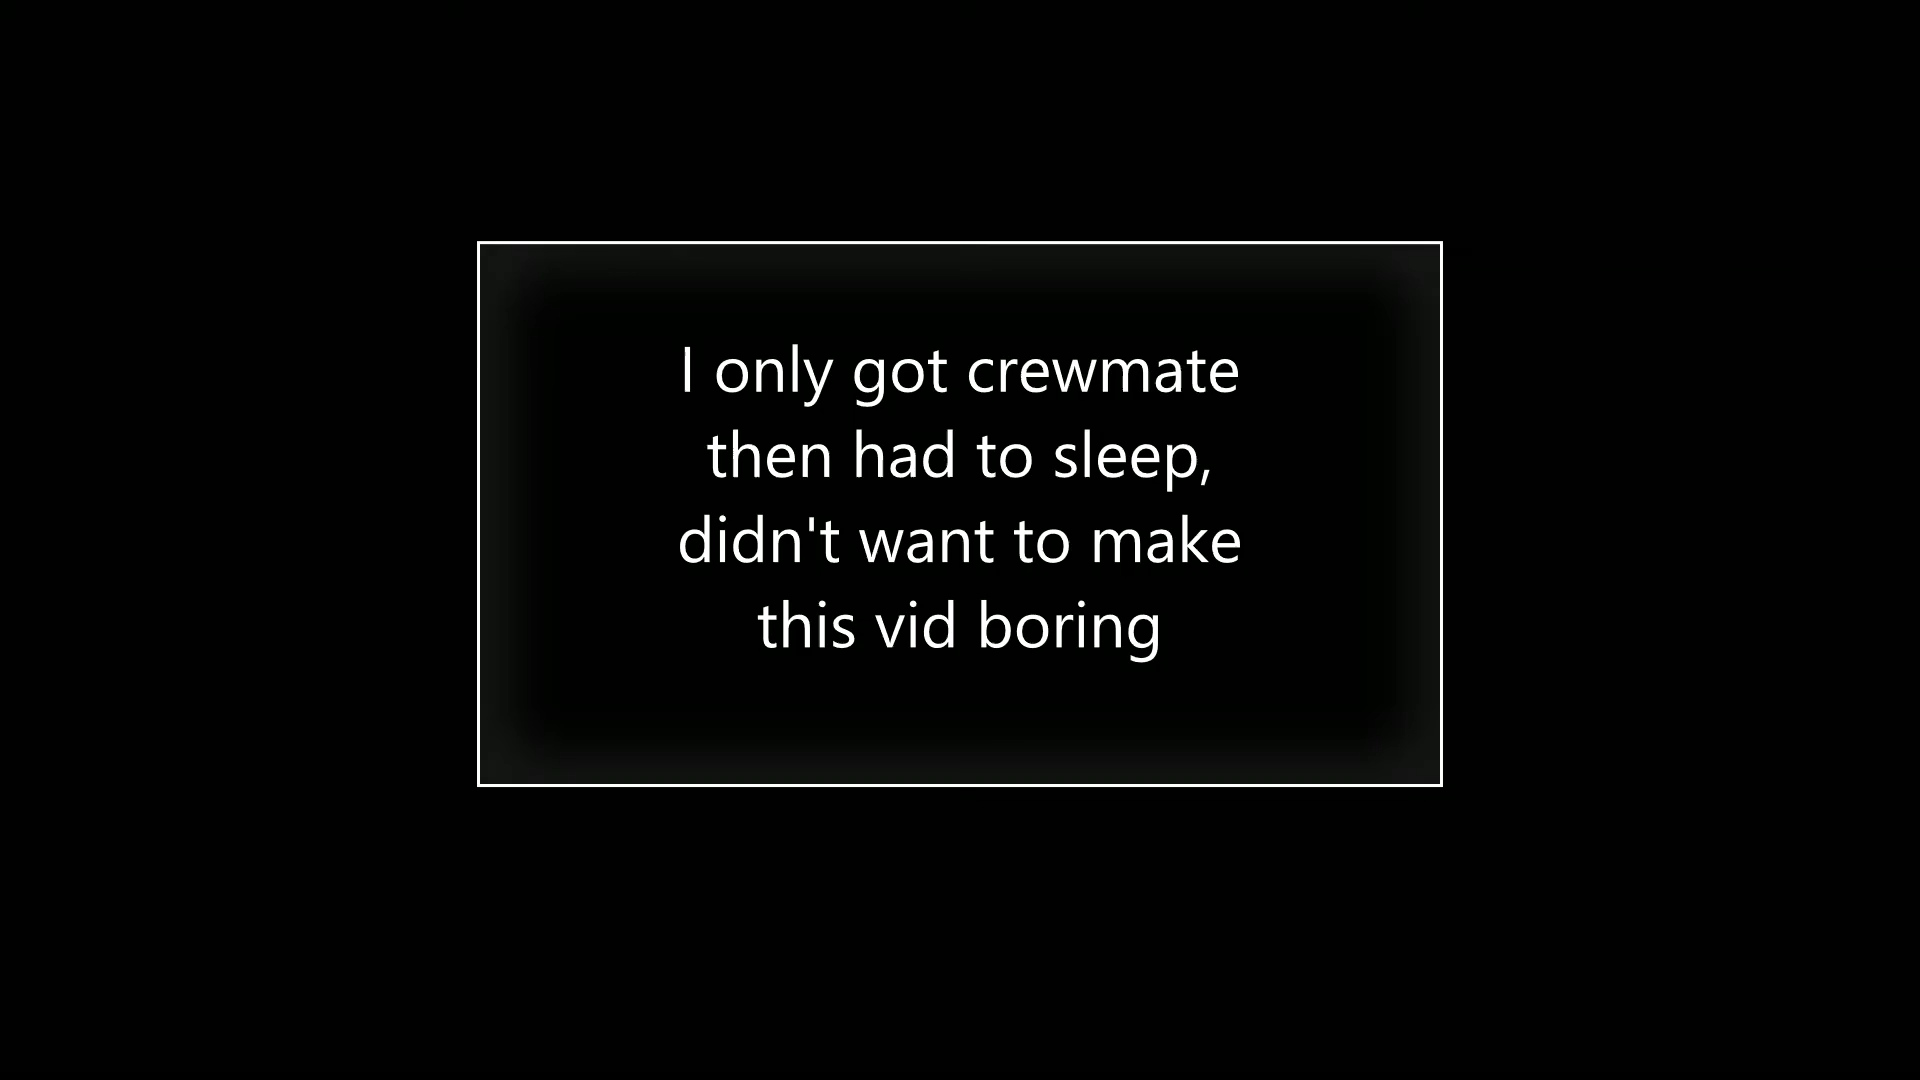 I only got crewmate
then had to sleep,
didn't want to make
this vid boring